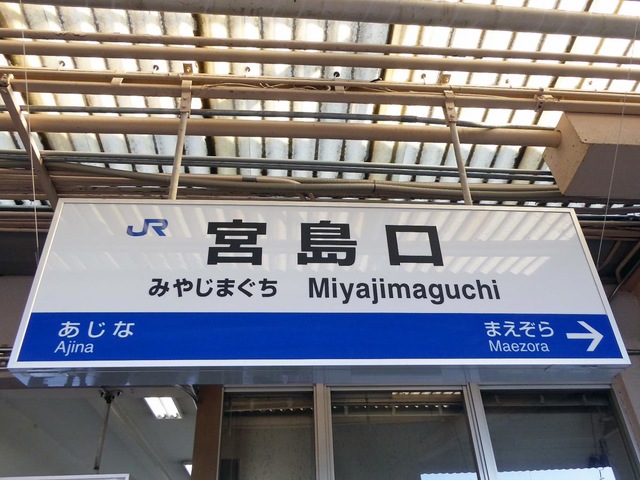 JR 宮島口
みやじまぐち Miyajimaguchi
あじな まえぞら
Ajina Maezora